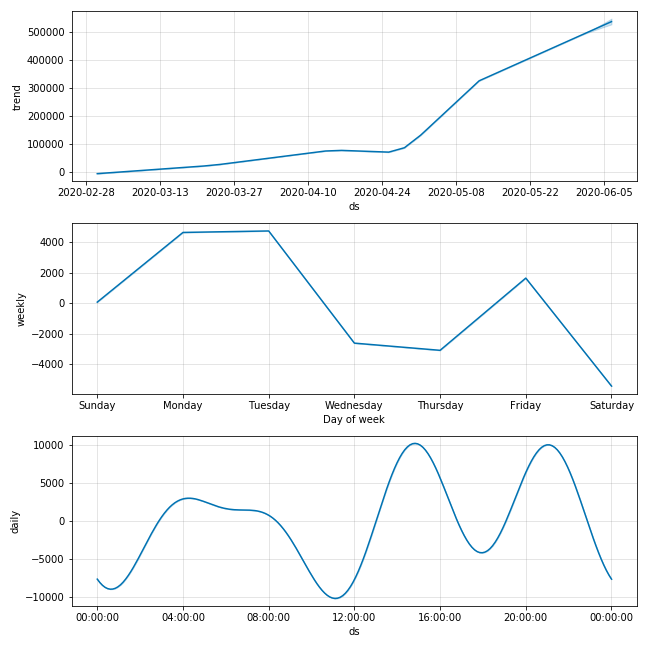 500000
400000
300000
200000
100000
0
trend
2020-02-28 2020-03-13 2020-03-27 2020-04-10 2020-04-24 2020-05-08 2020-05-22 2020-06-05
ds
4000
2000
0
−2000
−4000
weekly
Sunday Monday Tuesday Wednesday Thursday Friday Saturday
Day of week
10000
5000
0
−5000
−10000
daily
00:00:00 04:00:00 08:00:00 12:00:00 16:00:00 20:00:00 00:00:00
ds